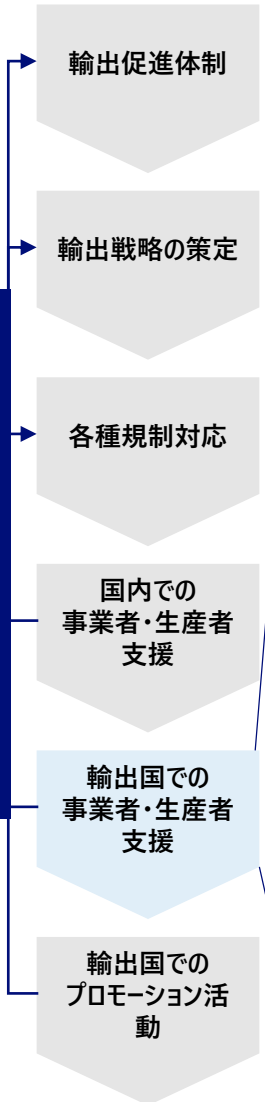 輸出促進体制
輸出戦略の策定
各種規制対応
国内での
事業者・生産者
支援
輸出国での
事業者・生産者
支援
輸出国での
プロモーション活
動